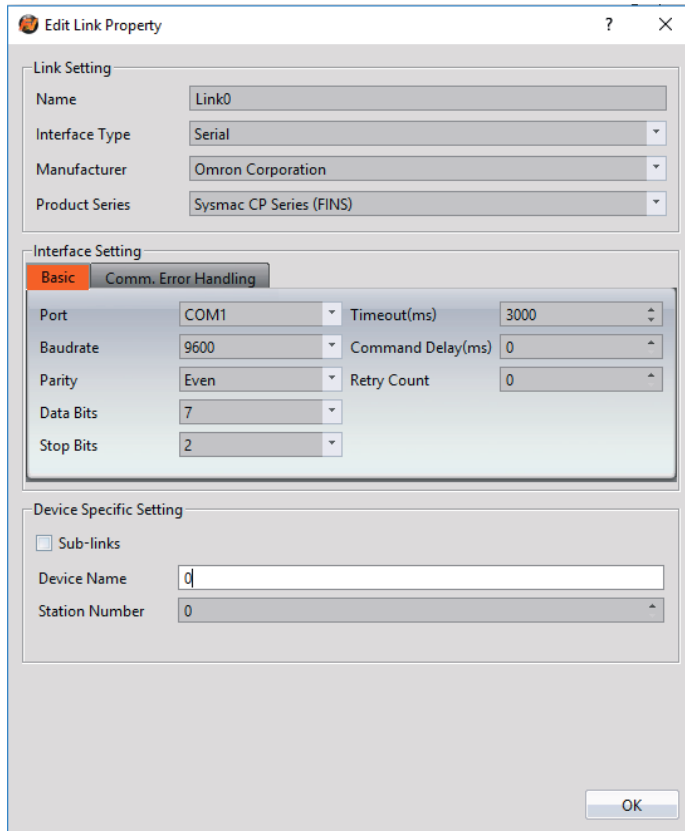 Edit Link Property ?
Link Setting
Name Link0
Interface Type Serial
Manufacturer Omron Corporation
Product Series Sysmac CP Series (FINS)
Interface Setting
Basic Comm. Error Handling
Port COM1 Timeout(ms) 3000
Baudrate 9600 Command Delay(ms) 0
Parity Even Retry Count 0
Data Bits 7
Stop Bits 2
Device Specific Setting
Sub-links
Device Name 0
Station Number 0
OK